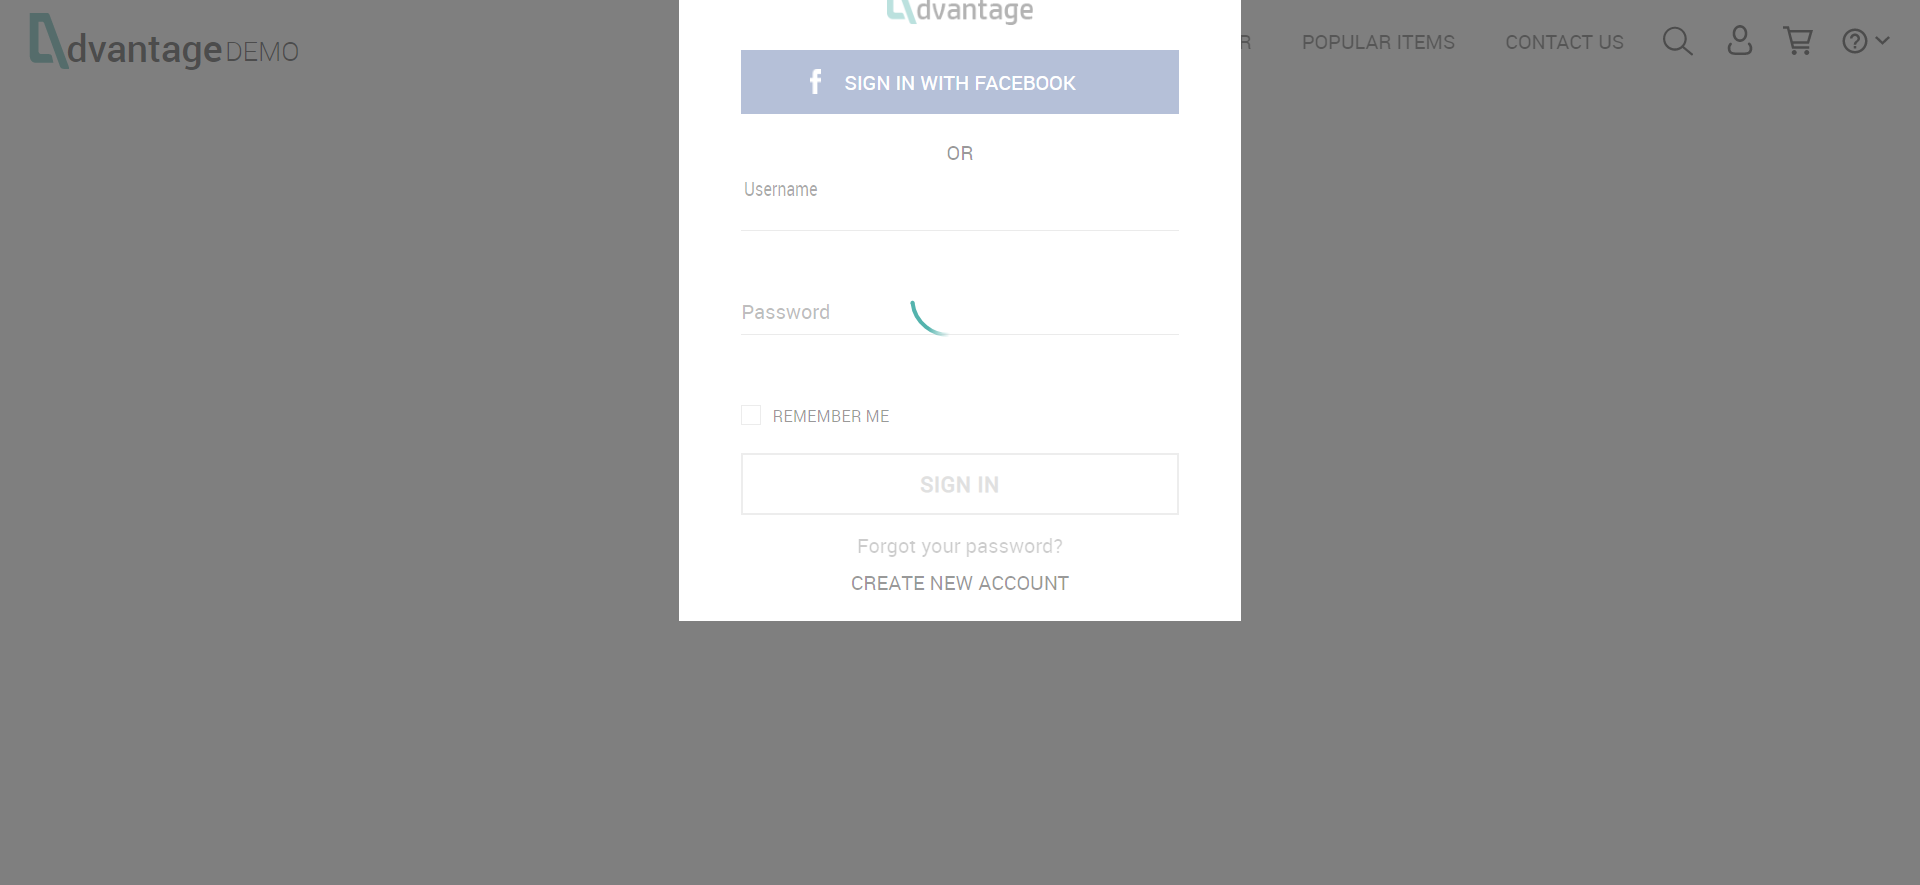 dvantage DEMO
dvantage
R
POPULAR ITEMS
CONTACT US
SIGN IN WITH FACEBOOK
OR
Username
Password
REMEMBER ME
SIGN IN
Forgot your password?
CREATE NEW ACCOUNT